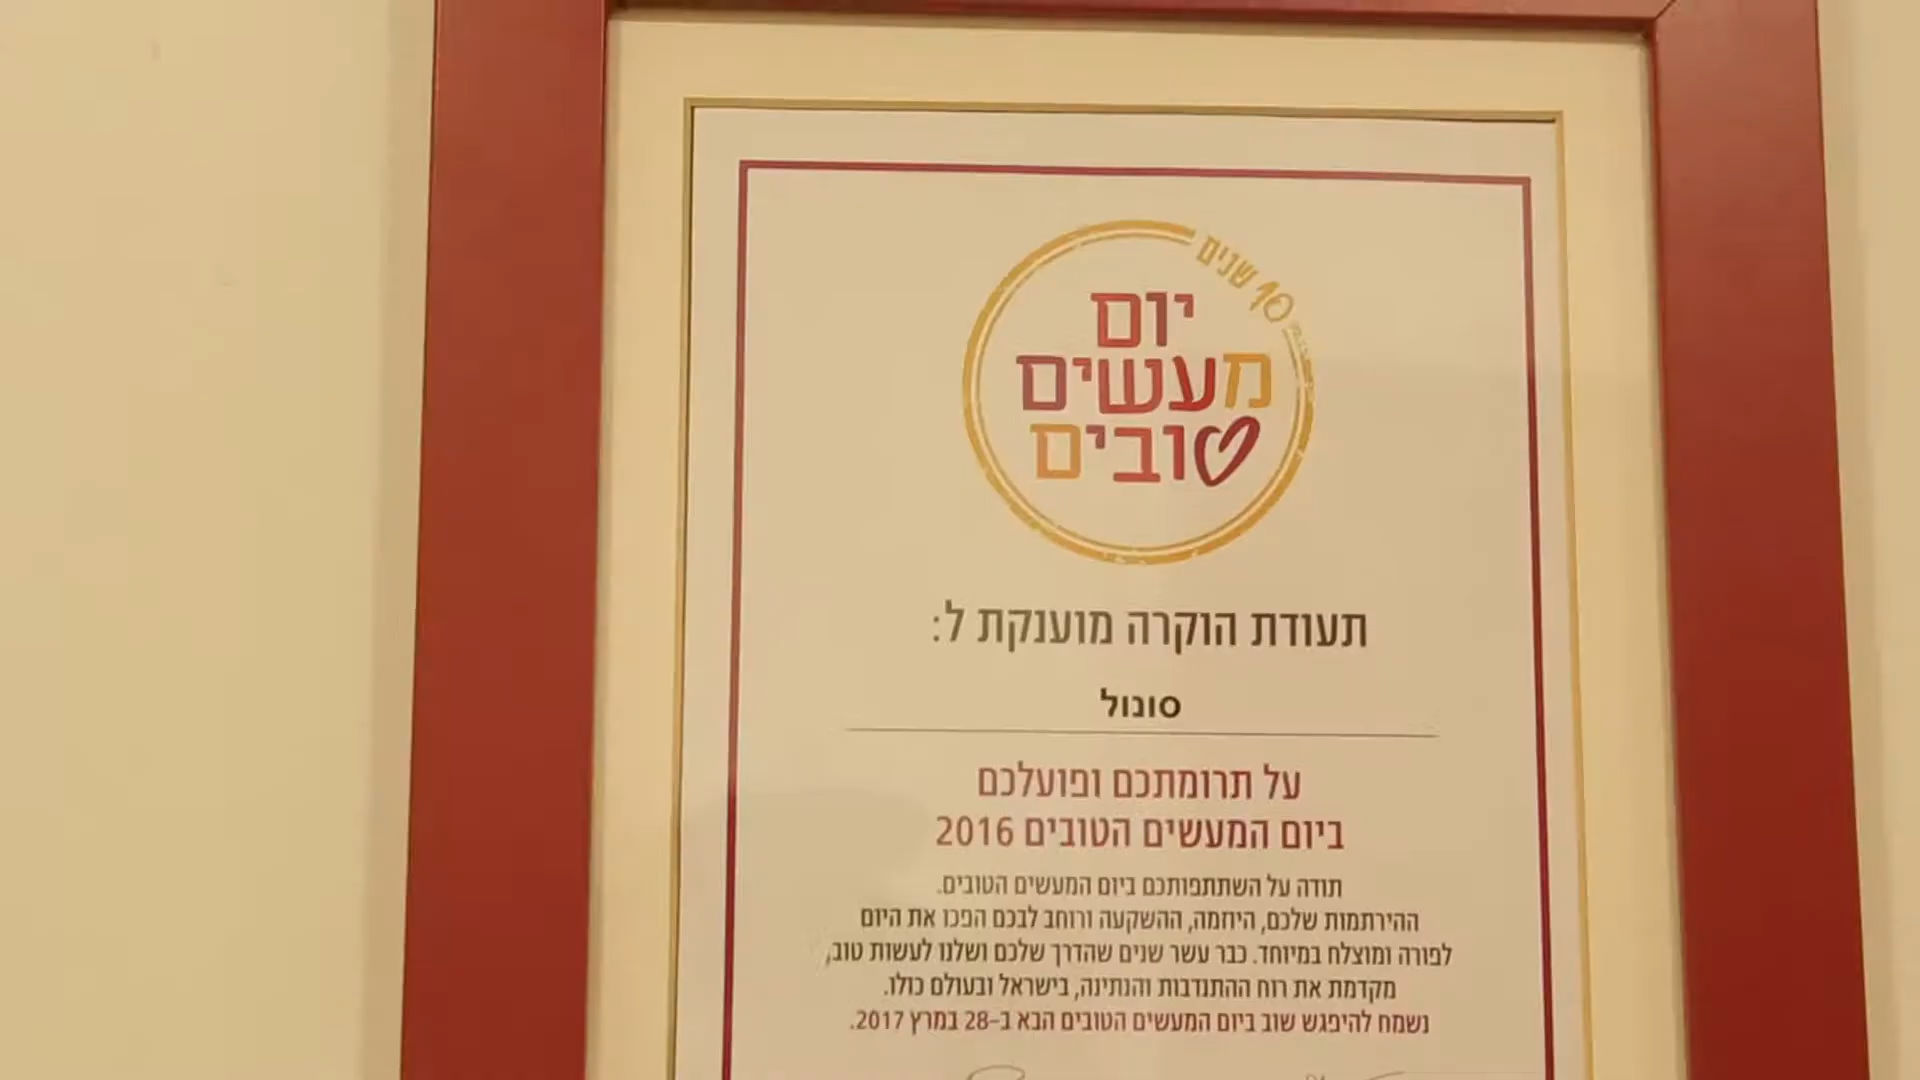 10 שנים
יום
מעשים
טובים
תעודת הוקרה מוענקת ל:
סונול
על תרומתכם ופועלכם
ביום המעשים הטובים 2016
תודה על השתתפותכם ביום המעשים הטובים.
ההירתמות שלכם, היוזמה, ההשקעה ורוחב לבכם הפכו את היום
לפורה ומוצלח במיוחד. כבר עשר שנים שהדרך שלכם ושלנו לעשות טוב,
מקדמת את רוח ההתנדבות והנתינה, בישראל ובעולם כולו.
נשמח להיפגש שוב ביום המעשים הטובים הבא ב-28 במרץ 2017.